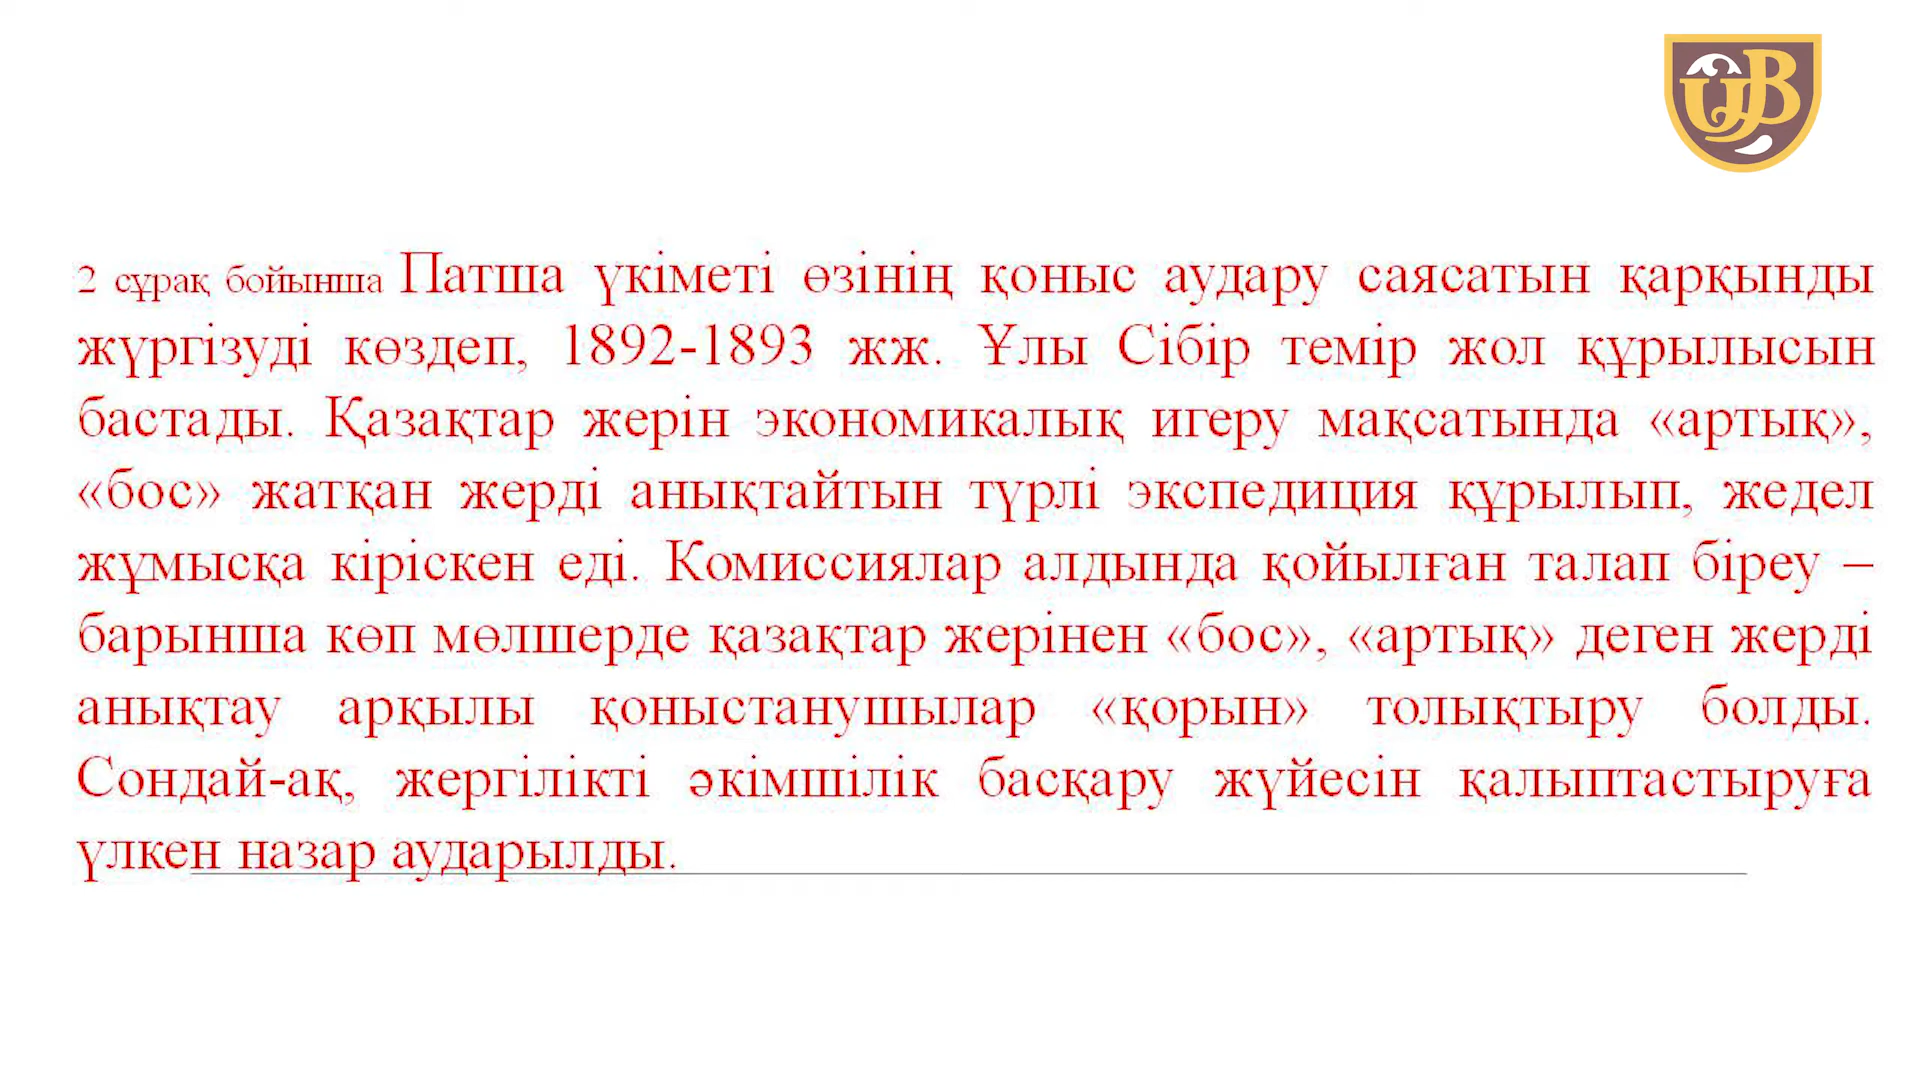 ÚB
2 сұрақ бойынша Патша үкіметі өзінің қоныс аудару саясатын қарқынды
жүргізуді көздеп, 1892-1893 жж. Ұлы Сібір темір жол құрылысын
бастады. Қазақтар жерін экономикалық игеру мақсатында «артық»,
«бос» жатқан жерді анықтайтын түрлі экспедиция құрылып, жедел
жұмысқа кіріскен еді. Комиссиялар алдында қойылған талап біреу –
барынша көп мөлшерде қазақтар жерінен «бос», «артық» деген жерді
анықтау арқылы қоныстанушылар «қорын» толықтыру болды.
Сондай-ақ, жергілікті әкімшілік басқару жүйесін қалыптастыруға
үлкен назар аударылды.